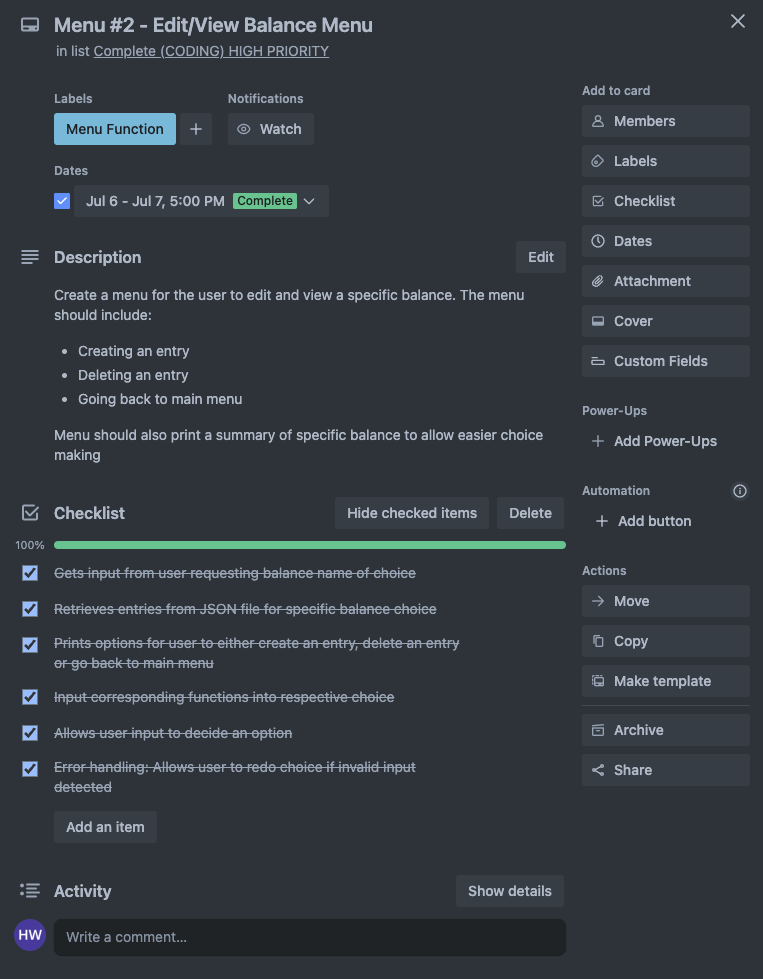 Menu #2 - Edit/View Balance Menu
in list Complete (CODING) HIGH PRIORITY
Labels
Notifications
Menu Function
Watch
Dates
Jul 6 - Jul 7, 5:00 PM Complete
Description
Edit
Create a menu for the user to edit and view a specific balance. The menu
should include:
• Creating an entry
• Deleting an entry
• Going back to main menu
Menu should also print a summary of specific balance to allow easier choice
making
Checklist
Hide checked items
Delete
100%
Gets input from user requesting balance name of choice
Retrieves entries from JSON file for specific balance choice
Prints options for user to either create an entry, delete an entry
or go back to main menu
Input corresponding functions into respective choice
Allows user input to decide an option
Error handling: Allows user to redo choice if invalid input
detected
Add an item
Activity
Show details
HW
Write a comment…
Add to card
Members
Labels
Checklist
Dates
Attachment
Cover
Custom Fields
Power-Ups
Add Power-Ups
Automation
Add button
Actions
Move
Copy
Make template
Archive
Share